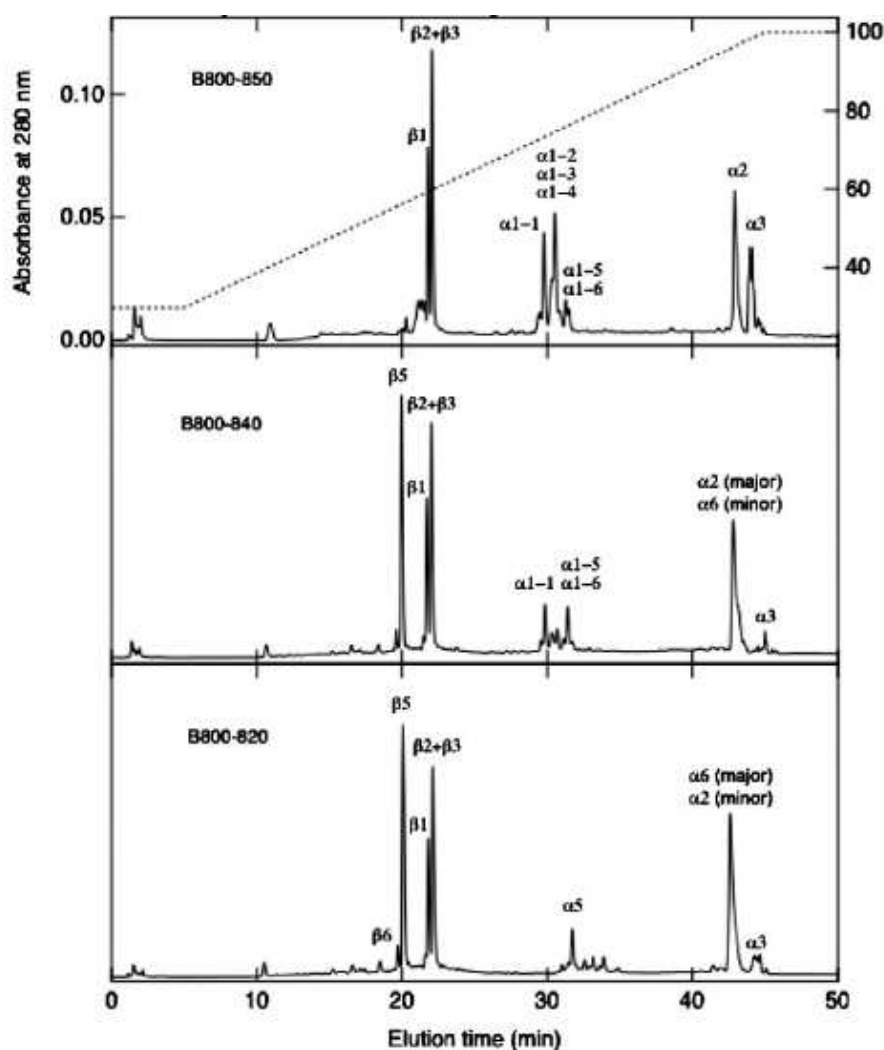 β2+β3
100
B800-850
0.10
80
β1
α1-2
α1-3
α1-4
α2
60
Absorbance at 280 nm
0.05
α1-1
α3
α1-5
α1-6
40
0.00
β5
β2+β3
B800-840
α2 (major)
α6 (minor)
β1
α1-5
α1-1 α1-6
α3
β5
B800-820
β2+β3
α6 (major)
α2 (minor)
β1
α5
β6
α3
0 10 20 30 40 50
Elution time (min)